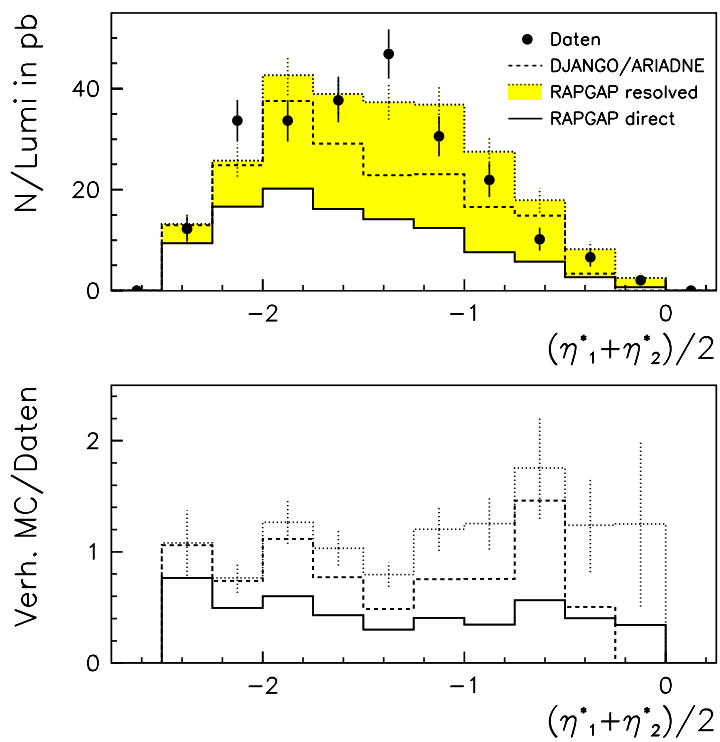 N/Lumi in pb
40
20
0
Daten
DJANGO/ARIADNE
RAPGAP resolved
RAPGAP direct
−2
−1
0
(η*₁+η*₂)/2
Verh. MC/Daten
2
1
0
−2
−1
0
(η*₁+η*₂)/2